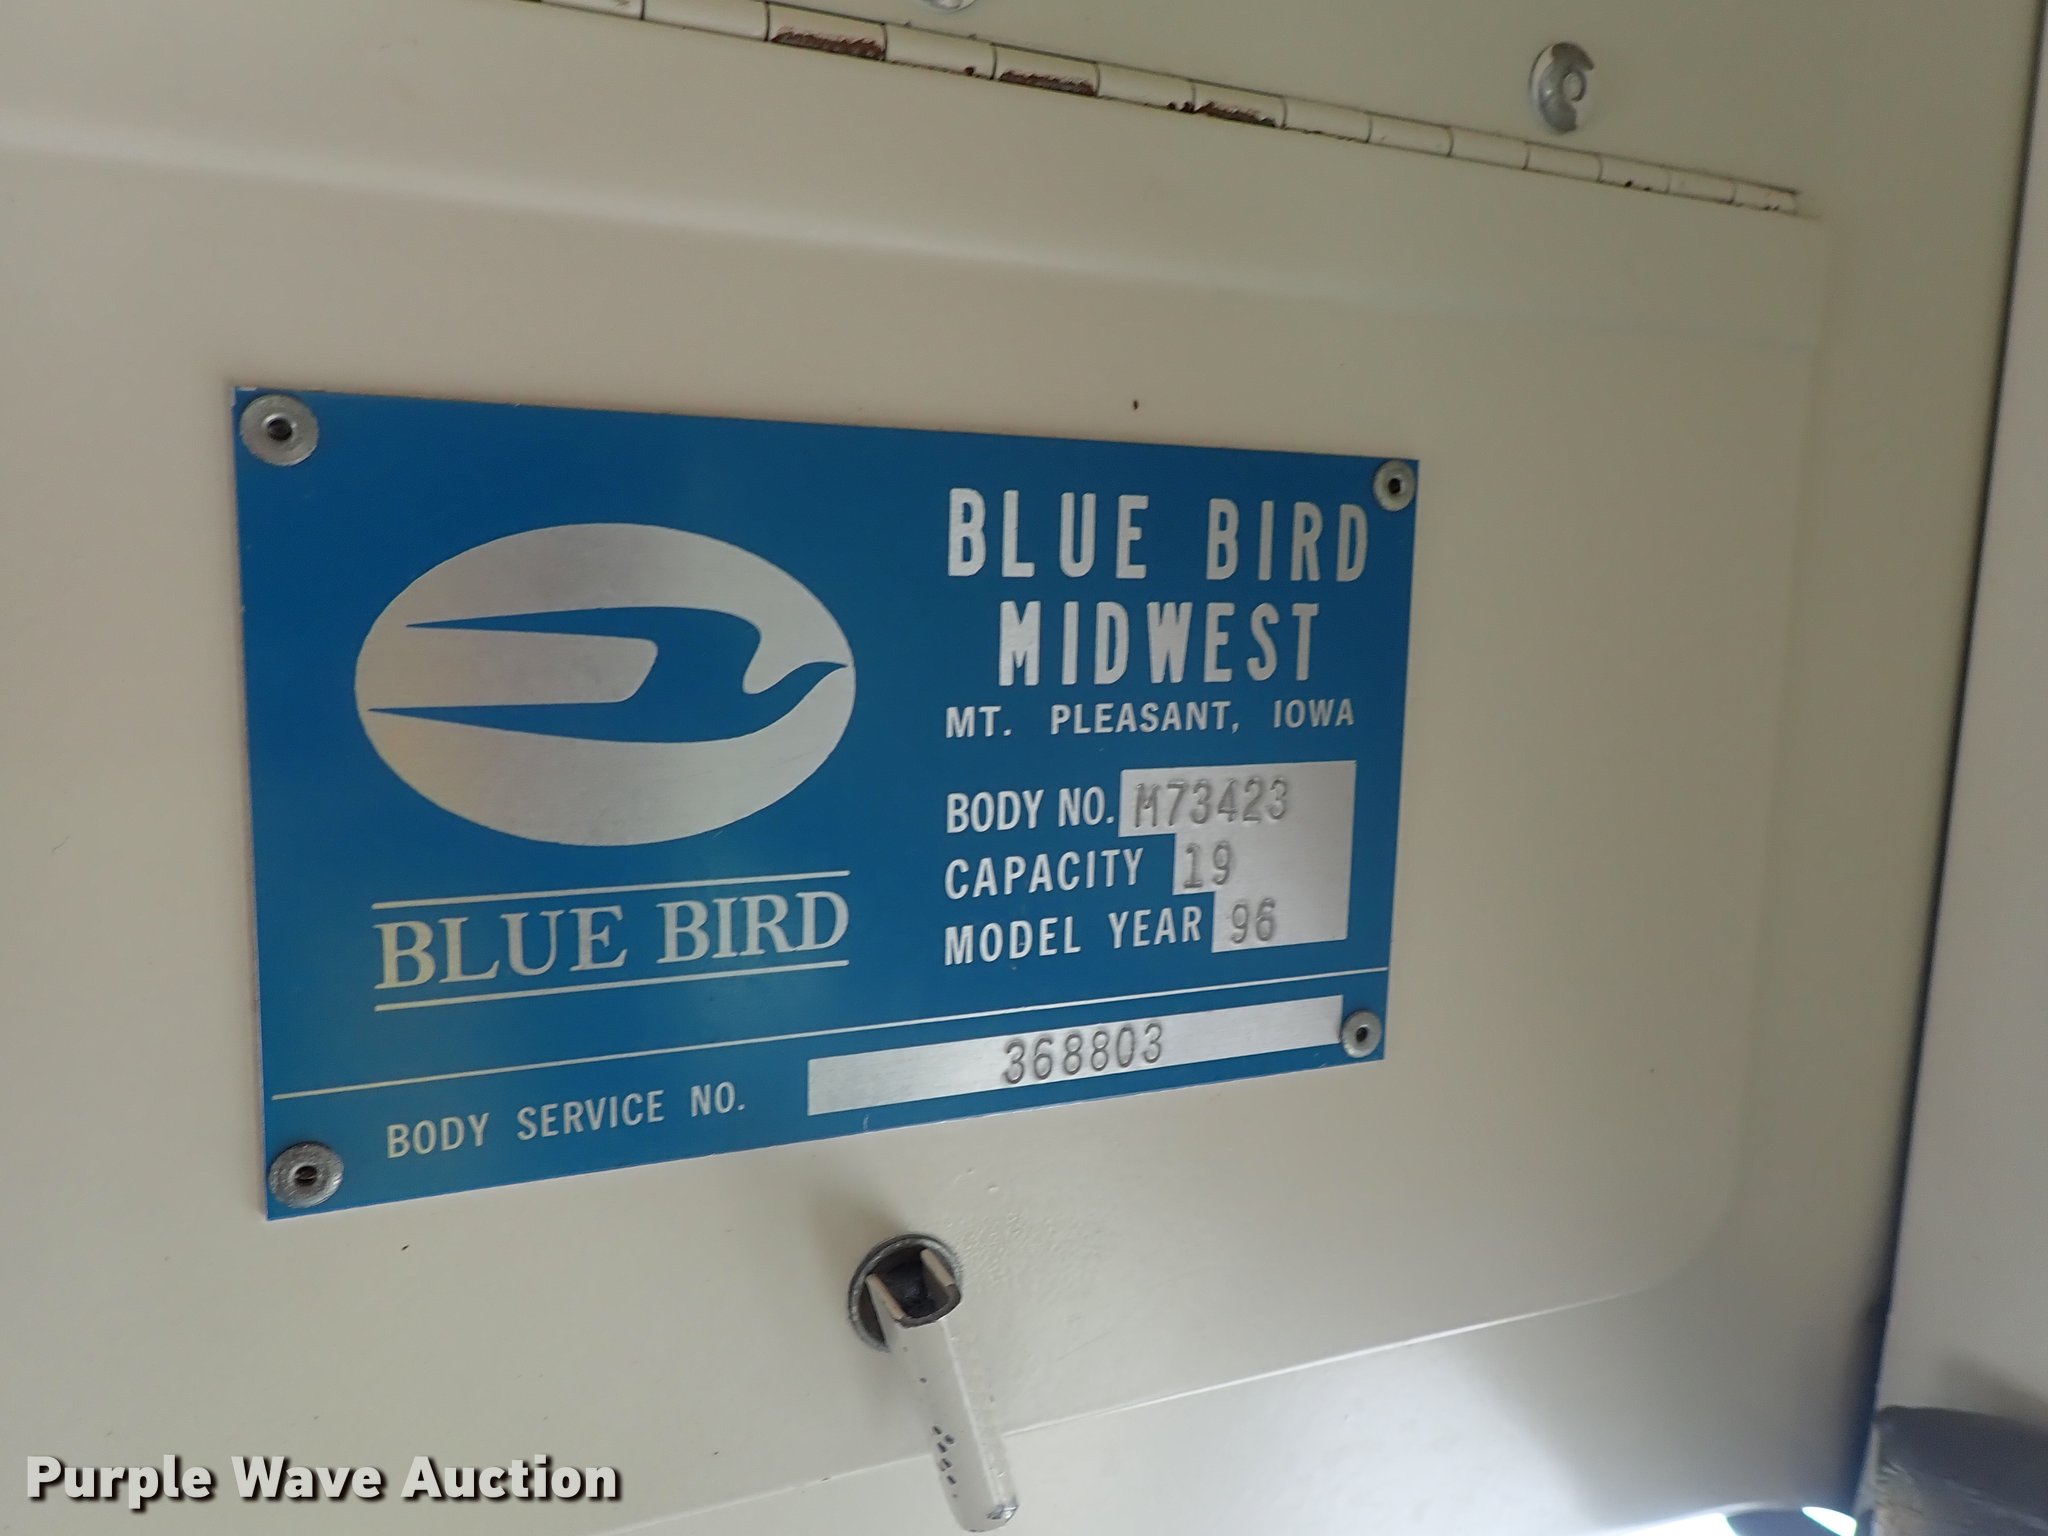 BLUE BIRD
MIDWEST
MT. PLEASANT, IOWA
BODY NO. M73423
CAPACITY 19
MODEL YEAR 96
BLUE BIRD
BODY SERVICE NO. 368803
Purple Wave Auction